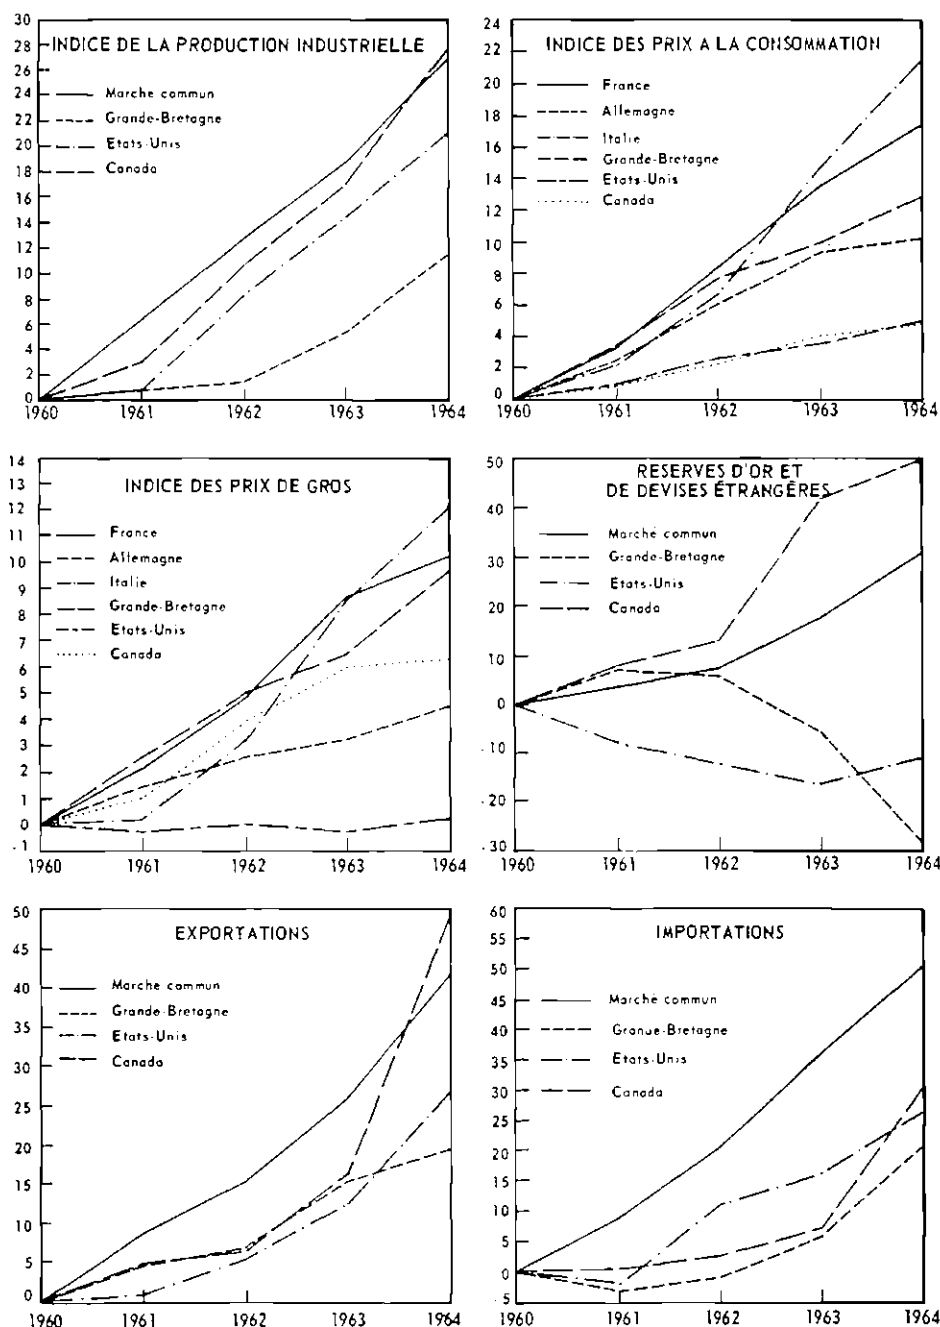 INDICE DE LA PRODUCTION INDUSTRIELLE
30
28
26
24
22
20
18
16
14
12
10
8
6
4
2
0
Marche commun
Grande-Bretagne
Etats-Unis
Canada
1960 1961 1962 1963 1964
INDICE DES PRIX A LA CONSOMMATION
24
22
20
18
16
14
12
10
8
6
4
2
0
France
Allemagne
Italie
Grande-Bretagne
Etats-Unis
Canada
1960 1961 1962 1963 1964
INDICE DES PRIX DE GROS
14
13
12
11
10
9
8
7
6
5
4
3
2
1
0
-1
France
Allemagne
Italie
Grande-Bretagne
Etats-Unis
Canada
1960 1961 1962 1963 1964
RESERVES D'OR ET
DE DEVISES ÉTRANGÈRES
50
40
30
20
10
0
-10
-20
-30
Marché commun
Grande-Bretagne
Etats-Unis
Canada
1960 1961 1962 1963 1964
EXPORTATIONS
50
45
40
35
30
25
20
15
10
5
0
Marche commun
Grande-Bretagne
Etats-Unis
Canada
1960 1961 1962 1963 1964
IMPORTATIONS
60
55
50
45
40
35
30
25
20
15
10
5
0
-5
Marché commun
Granue-Bretagne
Etats-Unis
Canada
1960 1961 1962 1963 1964